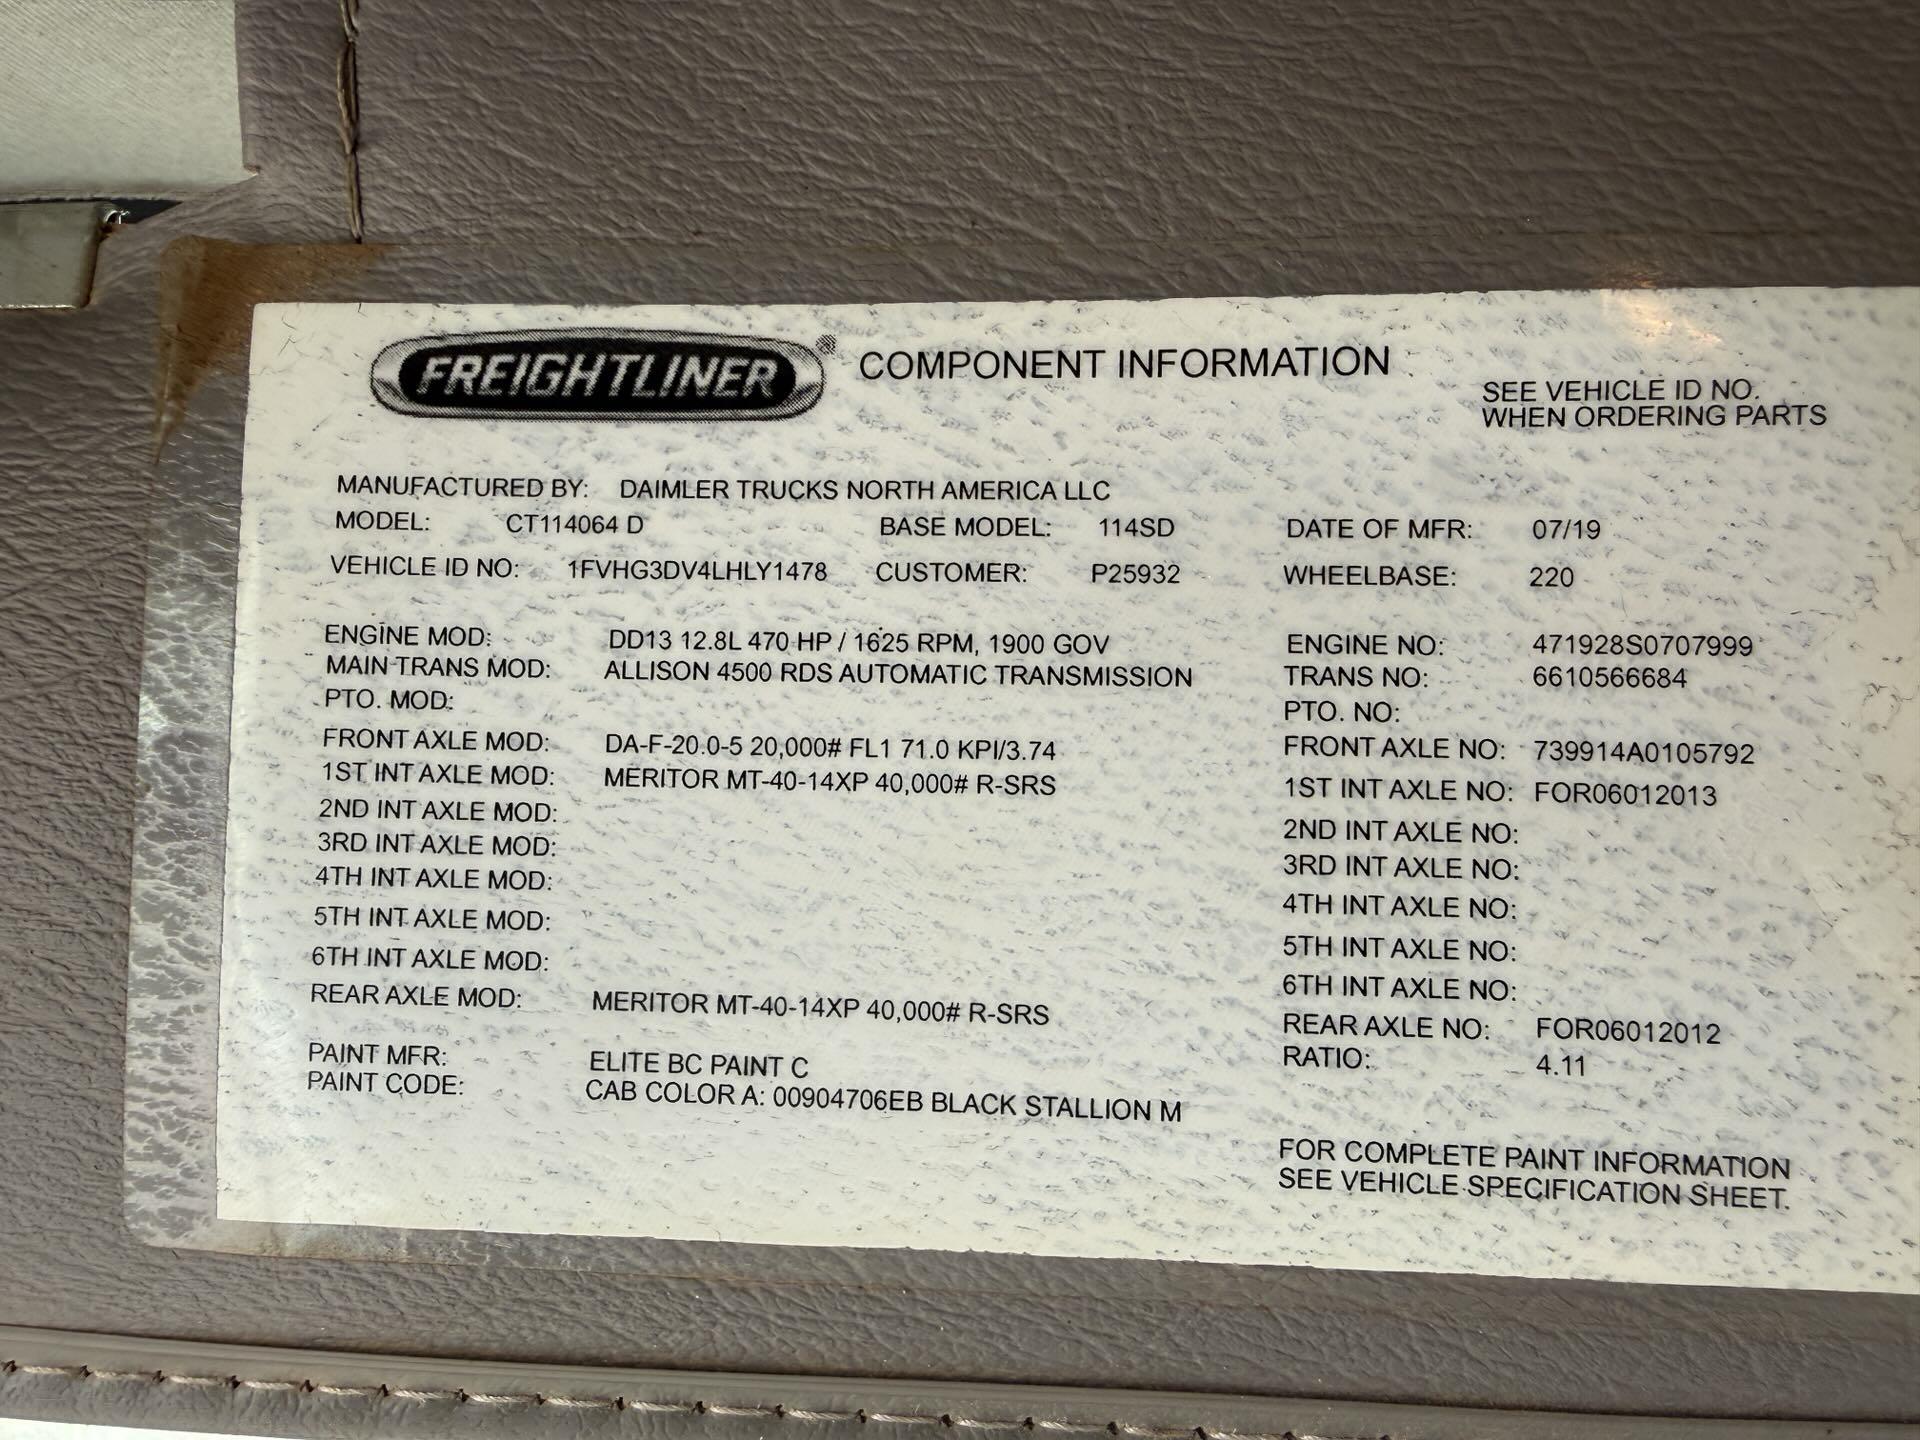 FREIGHTLINER® COMPONENT INFORMATION
SEE VEHICLE ID NO.
WHEN ORDERING PARTS
MANUFACTURED BY: DAIMLER TRUCKS NORTH AMERICA LLC
MODEL: CT114064 D BASE MODEL: 114SD DATE OF MFR: 07/19
VEHICLE ID NO: 1FVHG3DV4LHLY1478 CUSTOMER: P25932 WHEELBASE: 220
ENGINE MOD: DD13 12.8L 470 HP / 1625 RPM, 1900 GOV ENGINE NO: 471928S0707999
MAIN TRANS MOD: ALLISON 4500 RDS AUTOMATIC TRANSMISSION TRANS NO: 6610566684
PTO. MOD: PTO. NO:
FRONT AXLE MOD: DA-F-20.0-5 20,000# FL1 71.0 KPI/3.74 FRONT AXLE NO: 739914A0105792
1ST INT AXLE MOD: MERITOR MT-40-14XP 40,000# R-SRS 1ST INT AXLE NO: FOR06012013
2ND INT AXLE MOD: 2ND INT AXLE NO:
3RD INT AXLE MOD: 3RD INT AXLE NO:
4TH INT AXLE MOD: 4TH INT AXLE NO:
5TH INT AXLE MOD: 5TH INT AXLE NO:
6TH INT AXLE MOD: 6TH INT AXLE NO:
REAR AXLE MOD: MERITOR MT-40-14XP 40,000# R-SRS REAR AXLE NO: FOR06012012
RATIO: 4.11
PAINT MFR: ELITE BC PAINT C
PAINT CODE: CAB COLOR A: 00904706EB BLACK STALLION M
FOR COMPLETE PAINT INFORMATION
SEE VEHICLE SPECIFICATION SHEET.